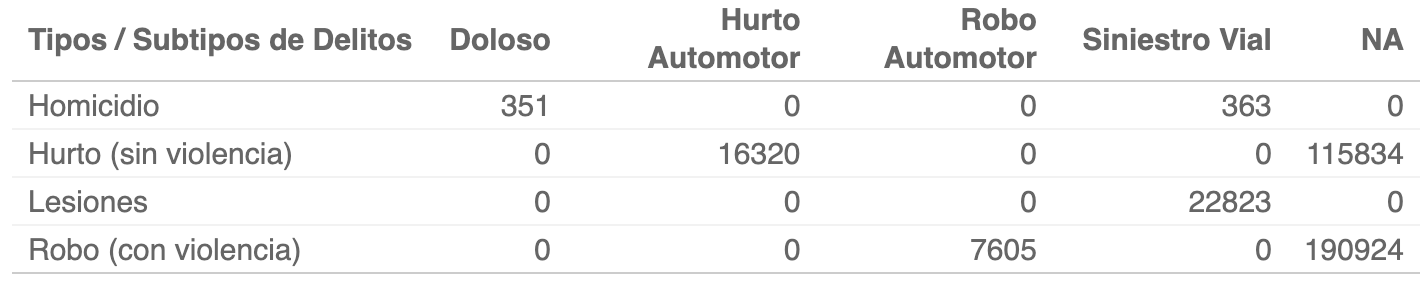 Tipos / Subtipos de Delitos Doloso Hurto Automotor Robo Automotor Siniestro Vial NA
Homicidio 351 0 0 363 0
Hurto (sin violencia) 0 16320 0 0 115834
Lesiones 0 0 0 22823 0
Robo (con violencia) 0 0 7605 0 190924